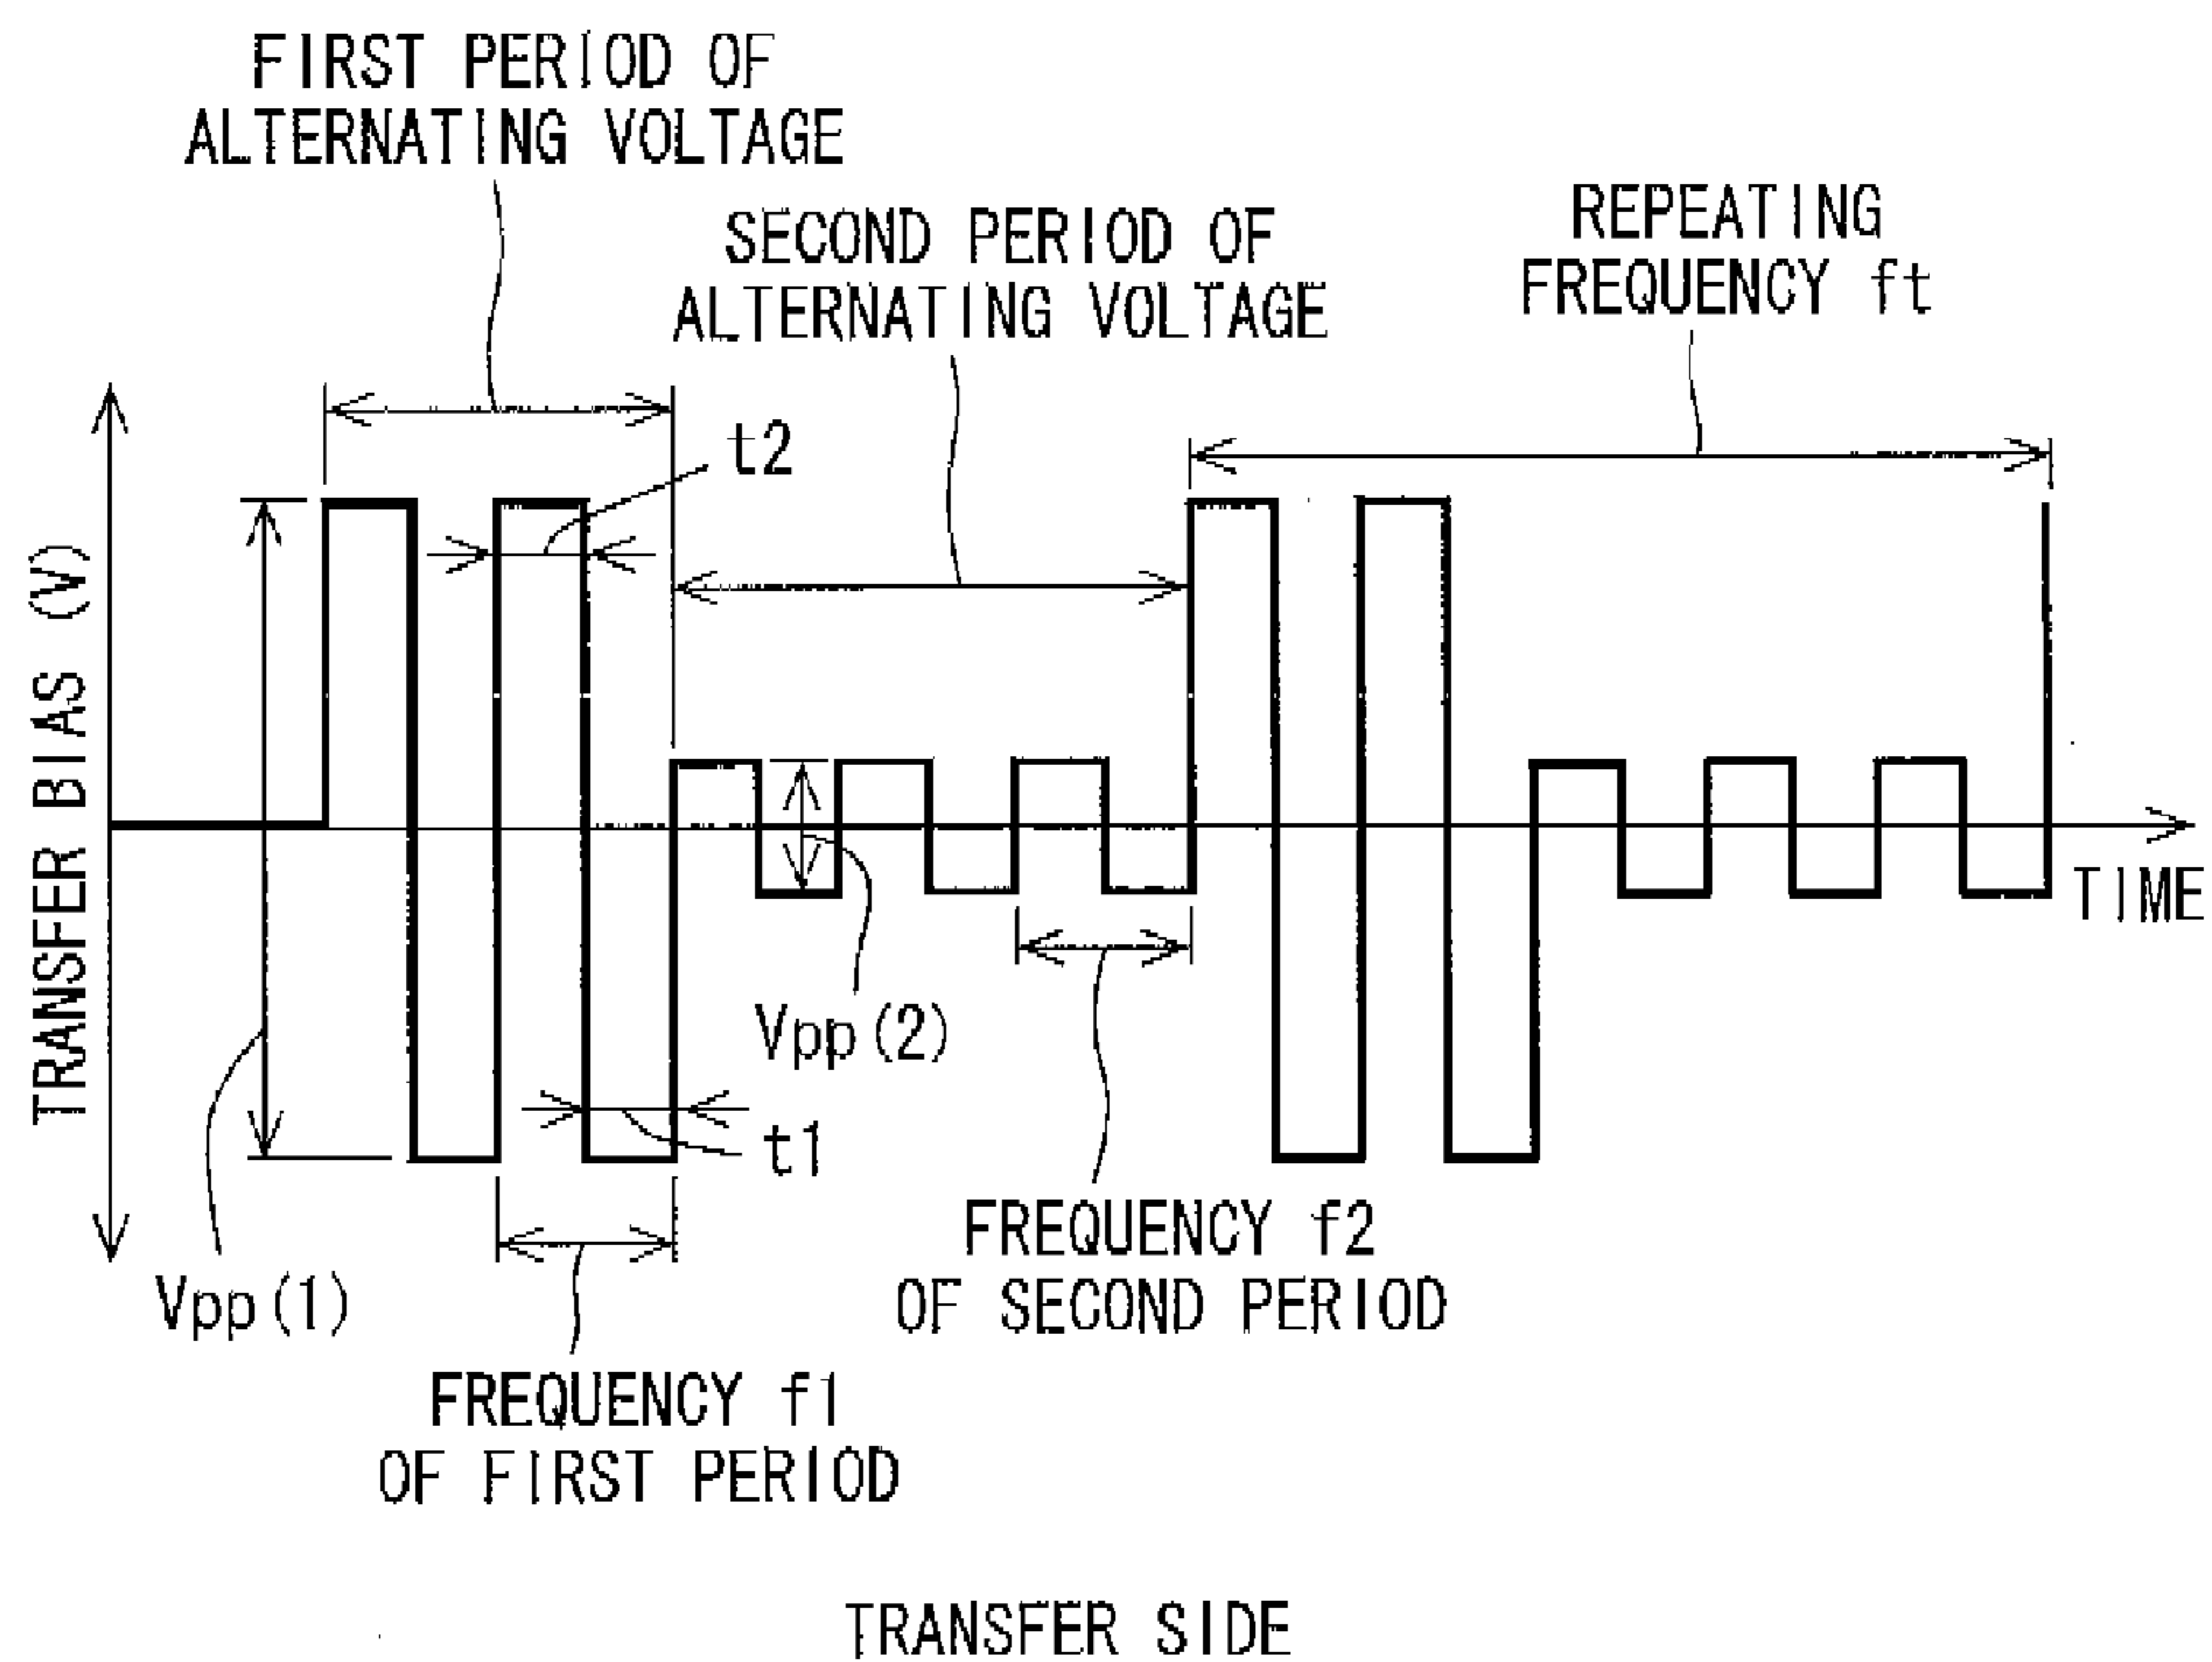 FIRST PERIOD OF
ALTERNATING VOLTAGE
SECOND PERIOD OF
ALTERNATING VOLTAGE
REPEATING
FREQUENCY ft
t2
TRANSFER BIAS (V)
TIME
Vpp(2)
t1
Vpp(1)
FREQUENCY f2
OF SECOND PERIOD
FREQUENCY f1
OF FIRST PERIOD
TRANSFER SIDE